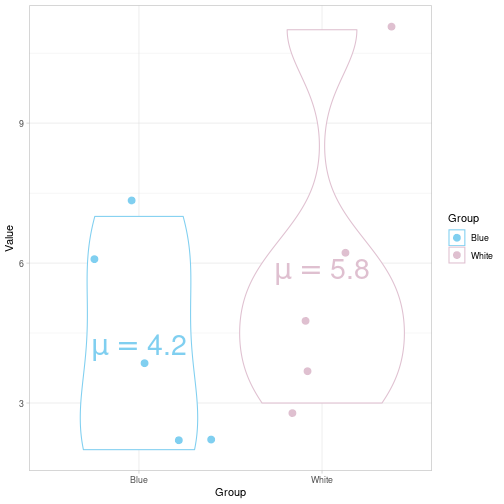 9
6
3
Value
μ = 4.2
μ = 5.8
Blue
White
Group
Group
Blue
White